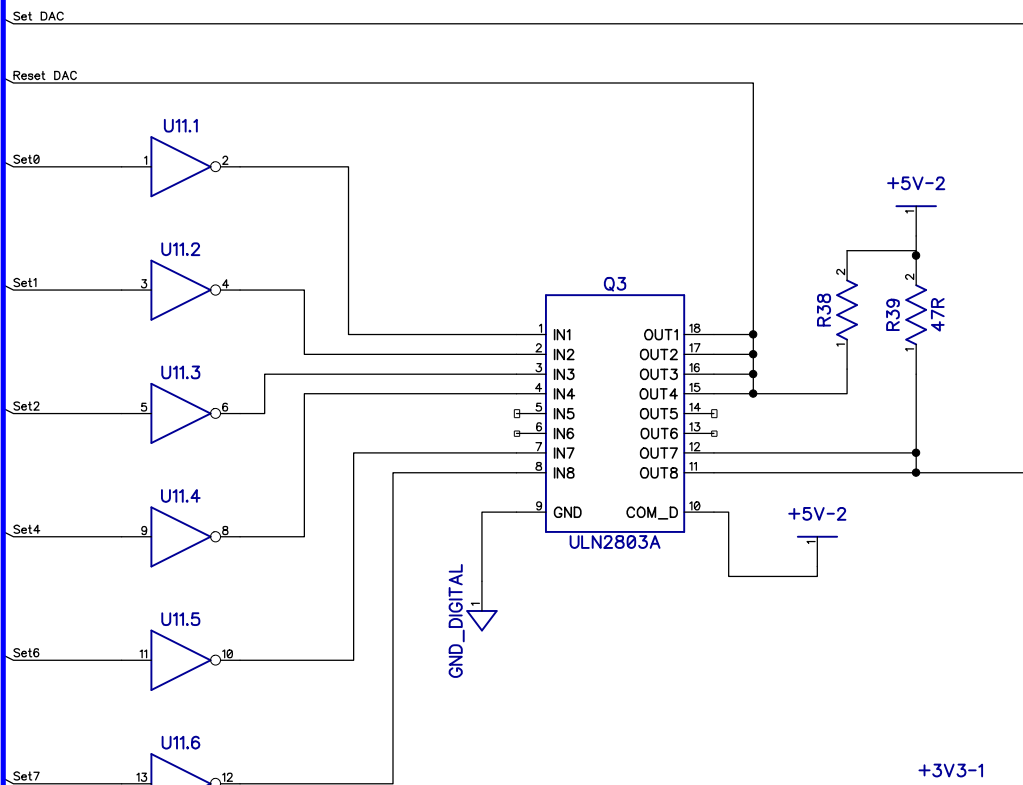 Set DAC
Reset DAC
U11.1
Set0 1 2
+5V-2
1
U11.2
Set1 3 4
2 2
Q3
R38 R39 47R
1 1
1 IN1 OUT1 18
2 IN2 OUT2 17
3 IN3 OUT3 16
4 IN4 OUT4 15
5 IN5 OUT5 14
6 IN6 OUT6 13
7 IN7 OUT7 12
8 IN8 OUT8 11
9 GND COM_D 10
ULN2803A
+5V-2
1
U11.3
Set2 5 6
U11.4
Set4 9 8
GND_DIGITAL
1
U11.5
Set6 11 10
U11.6
Set7 13 12
+3V3-1